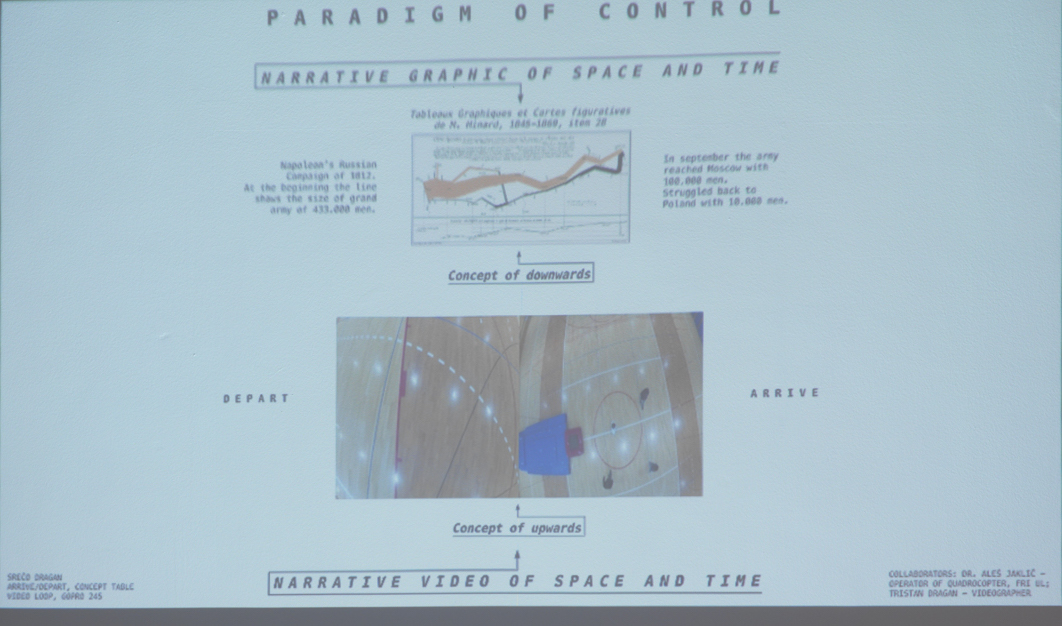 PARADIGM OF CONTROL
NARRATIVE GRAPHIC OF SPACE AND TIME
Tableaux Graphiques et Cartes figuratives
de M. Minard, 1845-1869, item 28
Napolean's Russian
Campaign of 1812.
At the beginning the line
shaws the size of grand
army of 433.000 men.
In september the army
reached Moscow with
100.000 men.
Struggled back to
Poland with 10.000 men.
Concept of downwards
DEPART
ARRIVE
Concept of upwards
NARRATIVE VIDEO OF SPACE AND TIME
SREČO DRAGAN
ARRIVE/DEPART, CONCEPT TABLE
VIDEO LOOP, GOPRO 245
COLLABORATORS: DR. ALEŠ JAKLIČ –
OPERATOR OF QUADROCOPTER, FRI UL;
TRISTAN DRAGAN – VIDEOGRAPHER